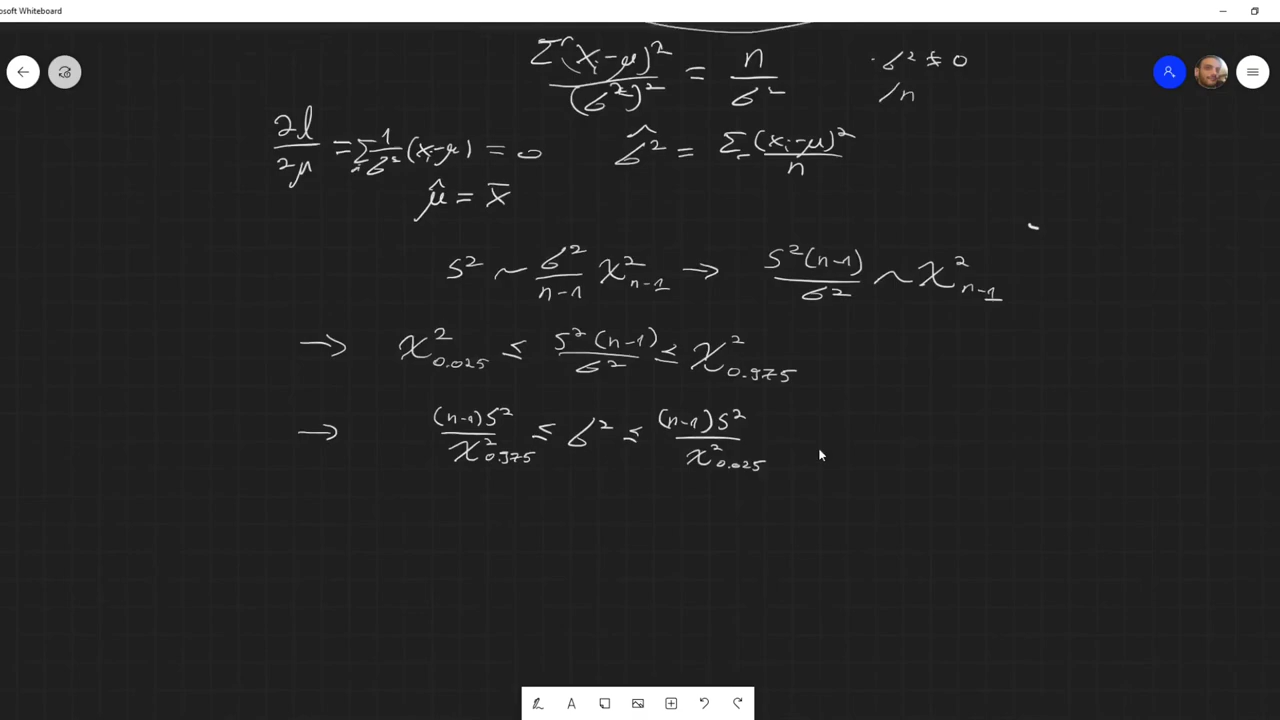 osoft Whiteboard
Σ(xᵢ-μ)² / (σ²)² = n / σ²
· σ² ≠ 0
/n
∂l/∂μ = Σ 1/σ² (xᵢ-μ) = 0
σ̂² = Σ (xᵢ-μ)² / n
μ̂ = x̄
S² ~ σ²/(n-1) χ²ₙ₋₁ → S²(n-1)/σ² ~ χ²ₙ₋₁
→ χ²0.025 ≤ S²(n-1)/σ² ≤ χ²0.975
→ (n-1)S²/χ²0.975 ≤ σ² ≤ (n-1)S²/χ²0.025
A